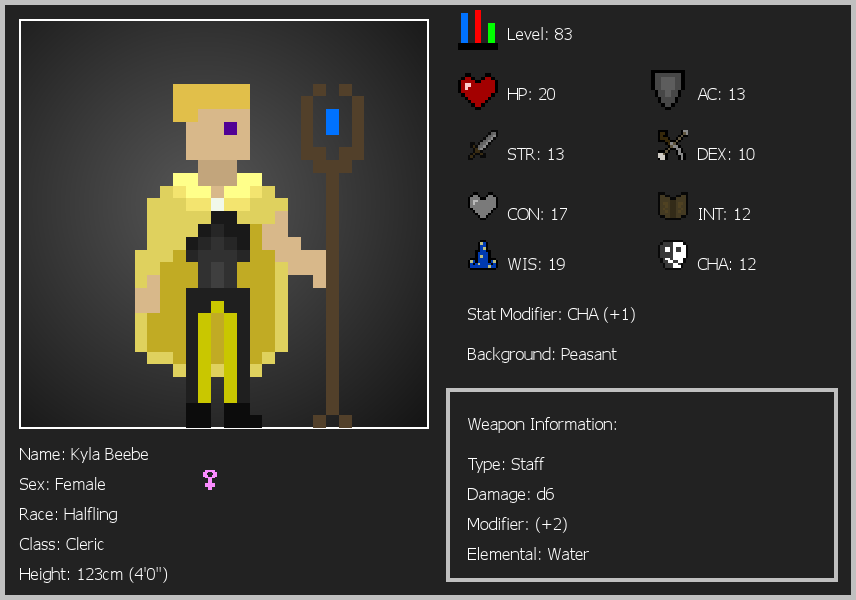 Level: 83
HP: 20
AC: 13
STR: 13
DEX: 10
CON: 17
INT: 12
WIS: 19
CHA: 12
Stat Modifier: CHA (+1)
Background: Peasant
Weapon Information:
Type: Staff
Damage: d6
Modifier: (+2)
Elemental: Water
Name: Kyla Beebe
Sex: Female
Race: Halfling
Class: Cleric
Height: 123cm (4'0")